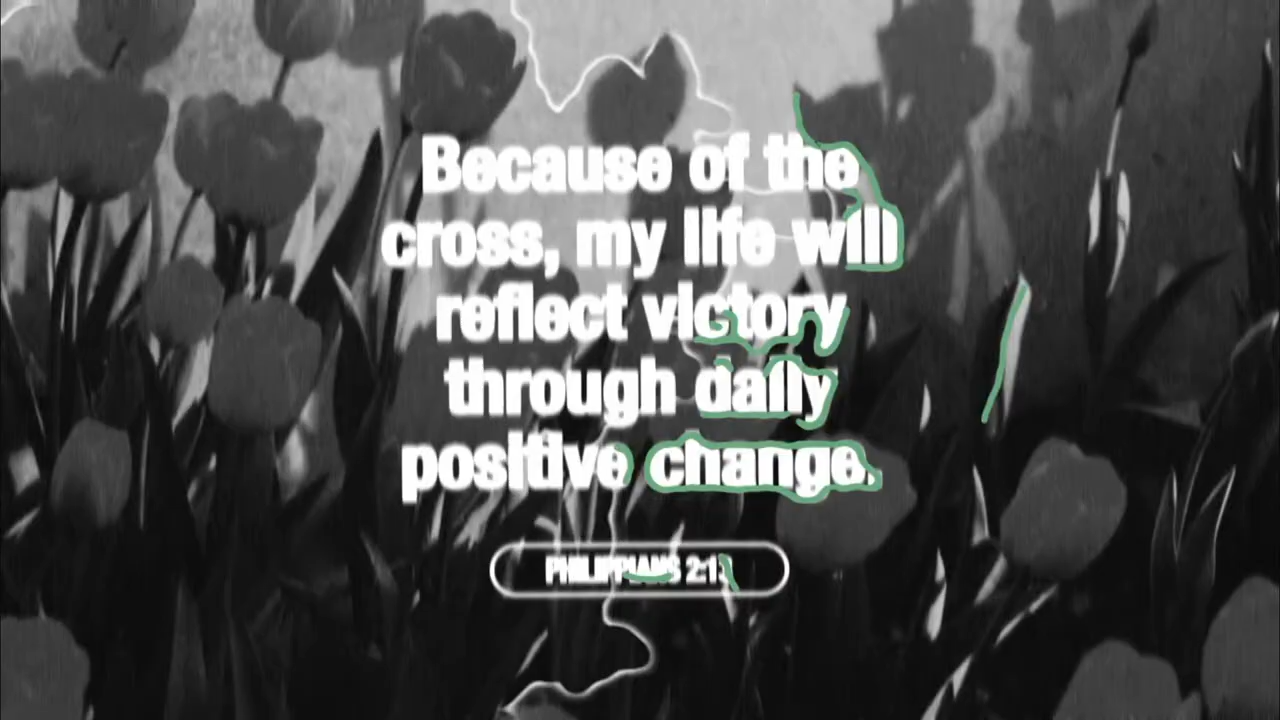 Because of the
cross, my life will
reflect victory
through daily
positive change.
PHILIPPIANS 2:13